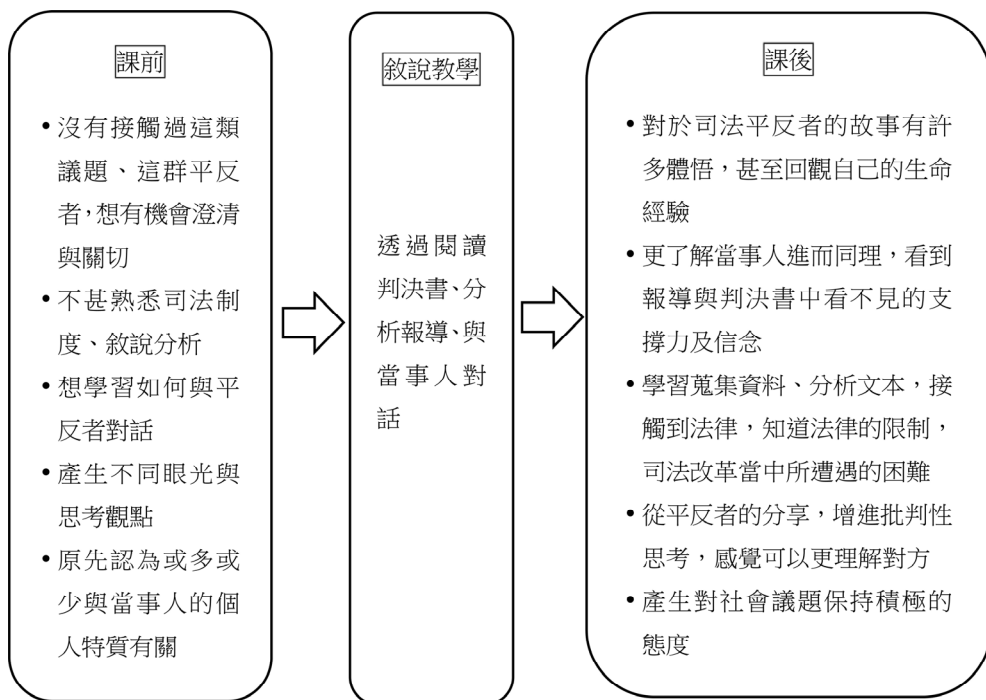 課前
• 沒有接觸過這類
議題、這群平反
者,想有機會澄清
與關切
• 不甚熟悉司法制
度、敘說分析
• 想學習如何與平
反者對話
• 產生不同眼光與
思考觀點
• 原先認為或多或
少與當事人的個
人特質有關
敘說教學
透過閱讀
判決書、分
析報導、與
當事人對
話
課後
• 對於司法平反者的故事有許
多體悟，甚至回觀自己的生命
經驗
• 更了解當事人進而同理，看到
報導與判決書中看不見的支
撐力及信念
• 學習蒐集資料、分析文本，接
觸到法律，知道法律的限制，
司法改革當中所遭遇的困難
• 從平反者的分享，增進批判性
思考，感覺可以更理解對方
• 產生對社會議題保持積極的
態度